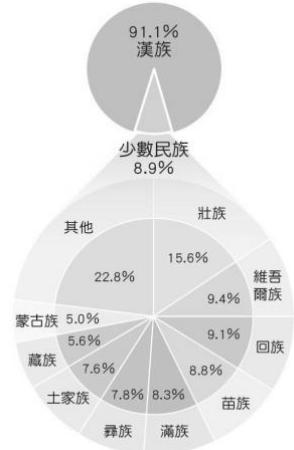 91.1%
漢族
少數民族
8.9%
其他
22.8%
壯族
15.6%
維吾
爾族
9.4%
回族
9.1%
苗族
8.8%
滿族
8.3%
彝族
7.8%
土家族
7.6%
藏族
5.6%
蒙古族
5.0%